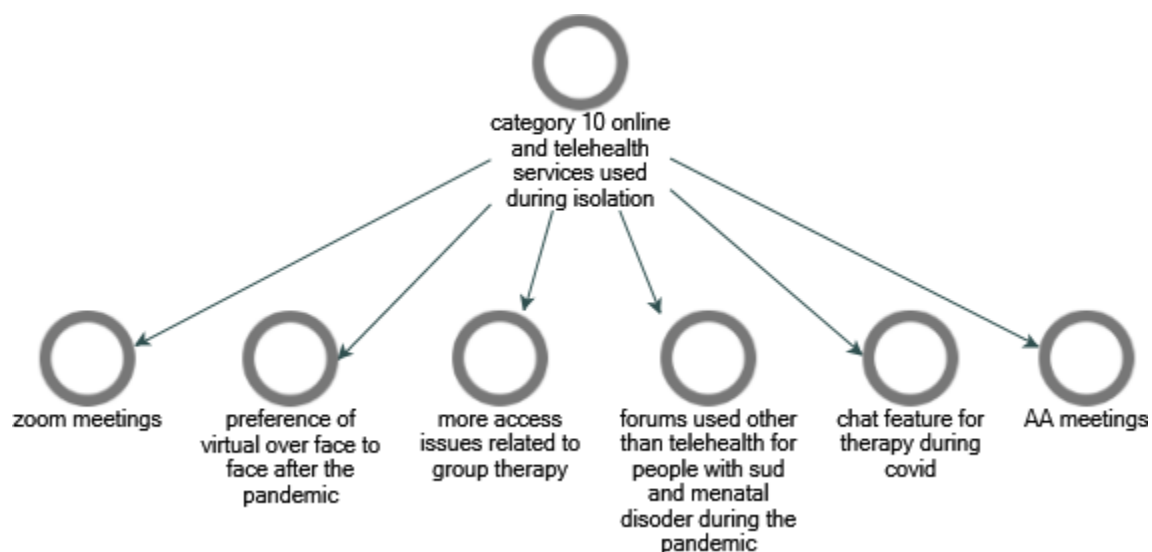 category 10 online
and telehealth
services used
during isolation
zoom meetings
preference of
virtual over face to
face after the
pandemic
more access
issues related to
group therapy
forums used other
than telehealth for
people with sud
and menatal
disoder during the
pandemic
chat feature for
therapy during
covid
AA meetings